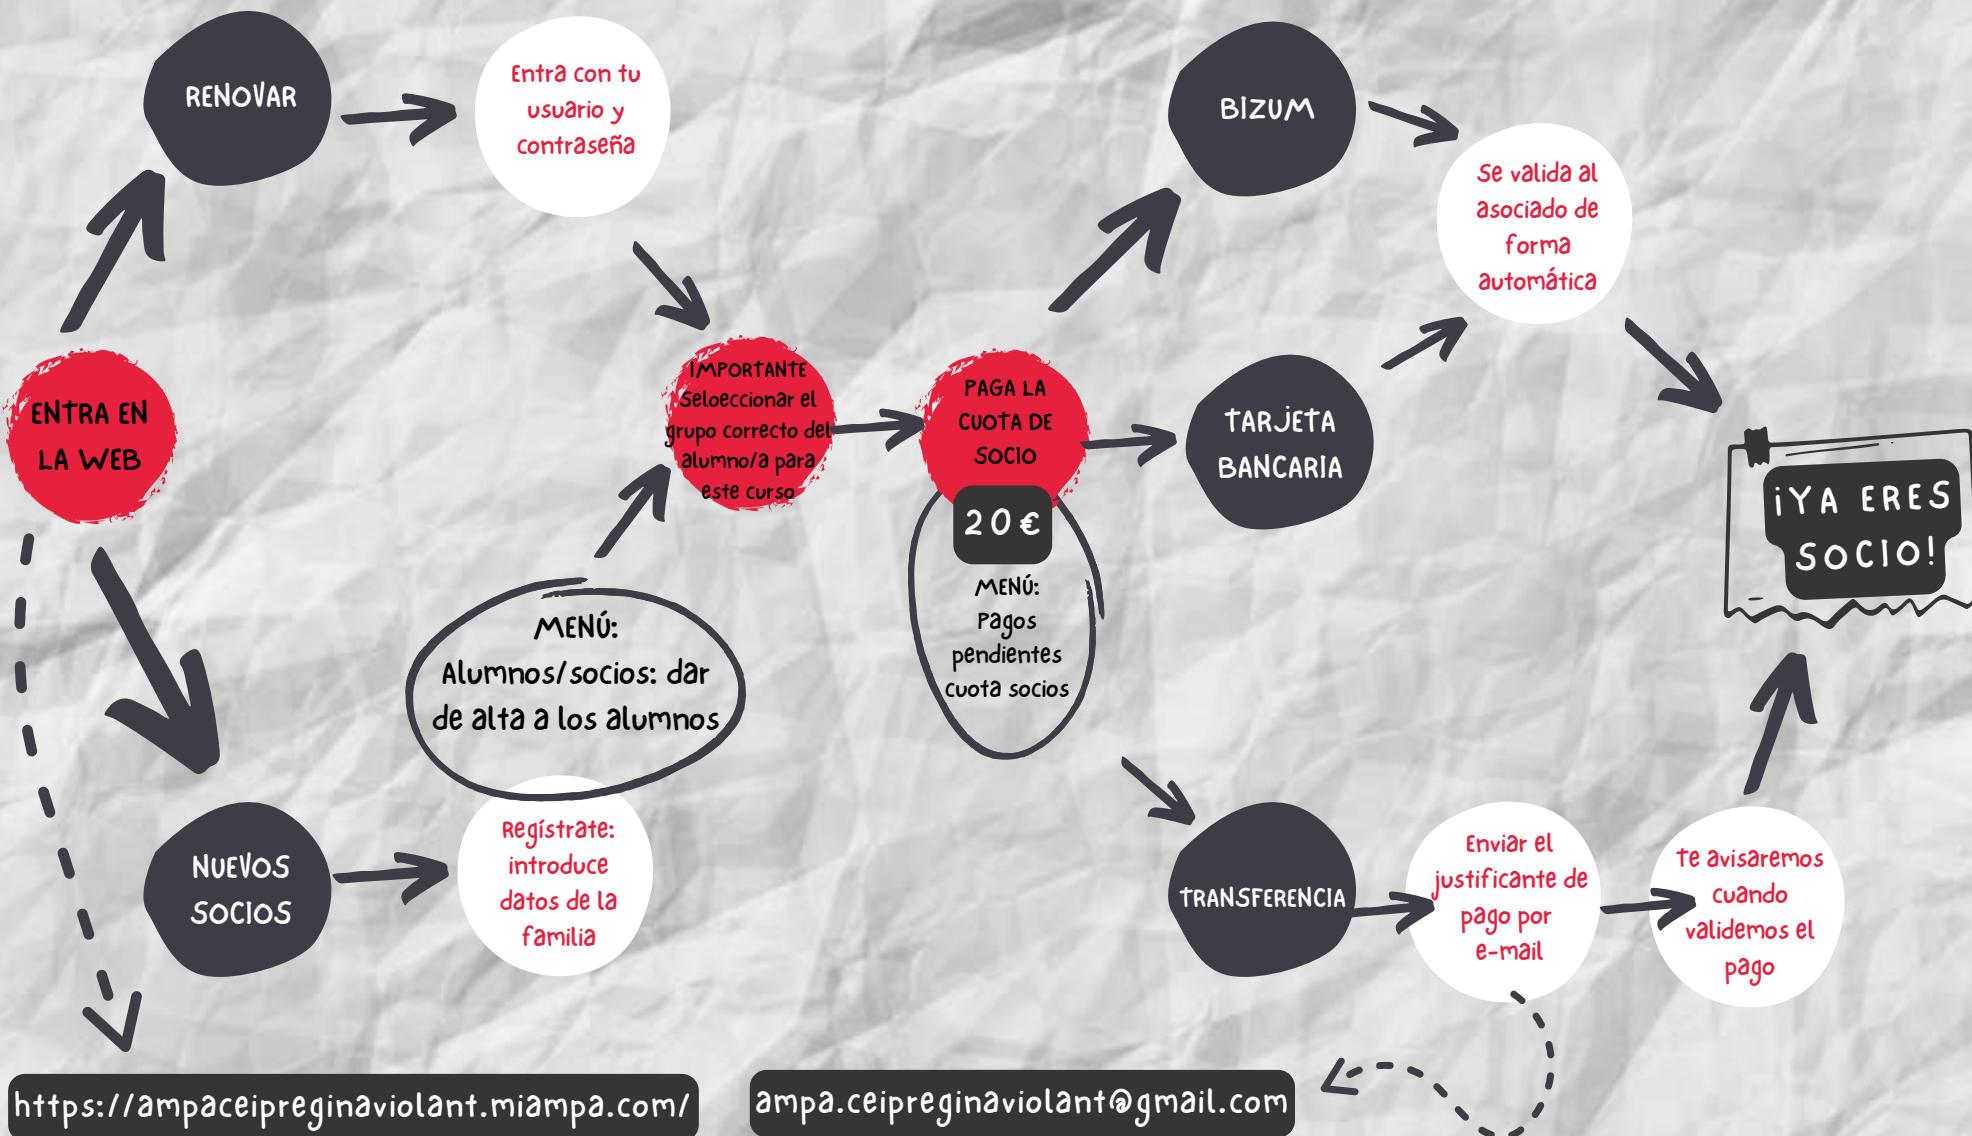 RENOVAR
Entra con tu
usuario y
contraseña
BIZUM
Se valida al
asociado de
forma
automática
ENTRA EN
LA WEB
IMPORTANTE
Seloeccionar el
grupo correcto del
alumno/a para
este curso
PAGA LA
CUOTA DE
SOCIO
20€
MENÚ:
Pagos
pendientes
cuota socios
TARJETA
BANCARIA
¡YA ERES
SOCIO!
MENÚ:
Alumnos/socios: dar
de alta a los alumnos
NUEVOS
SOCIOS
Regístrate:
introduce
datos de la
familia
TRANSFERENCIA
Enviar el
justificante de
pago por
e-mail
Te avisaremos
cuando
validemos el
pago
https://ampaceipreginaviolant.miampa.com/
ampa.ceipreginaviolant@gmail.com